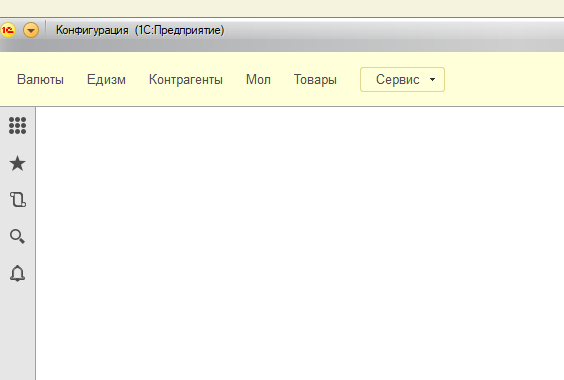 1С Конфигурация (1С:Предприятие)
Валюты Едизм Контрагенты Мол Товары Сервис